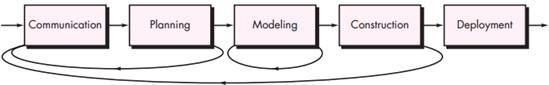 Communication
Planning
Modeling
Construction
Deployment